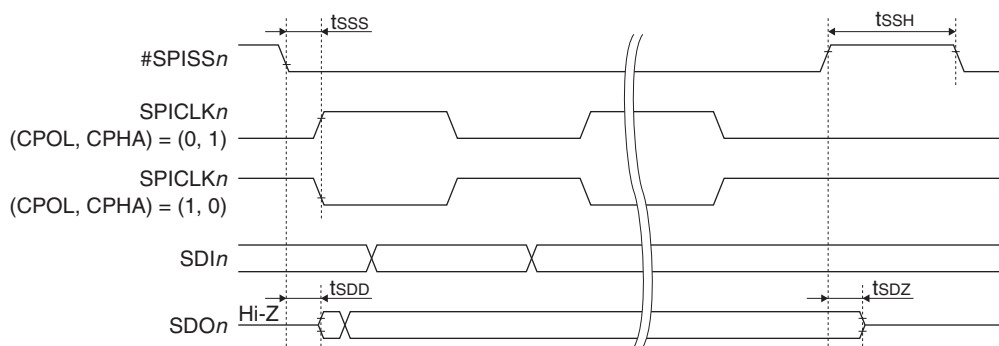 tSSS
tSSH
#SPISSn
SPICLKn
(CPOL, CPHA) = (0, 1)
SPICLKn
(CPOL, CPHA) = (1, 0)
SDIn
tSDD
tSDZ
Hi-Z
SDOn